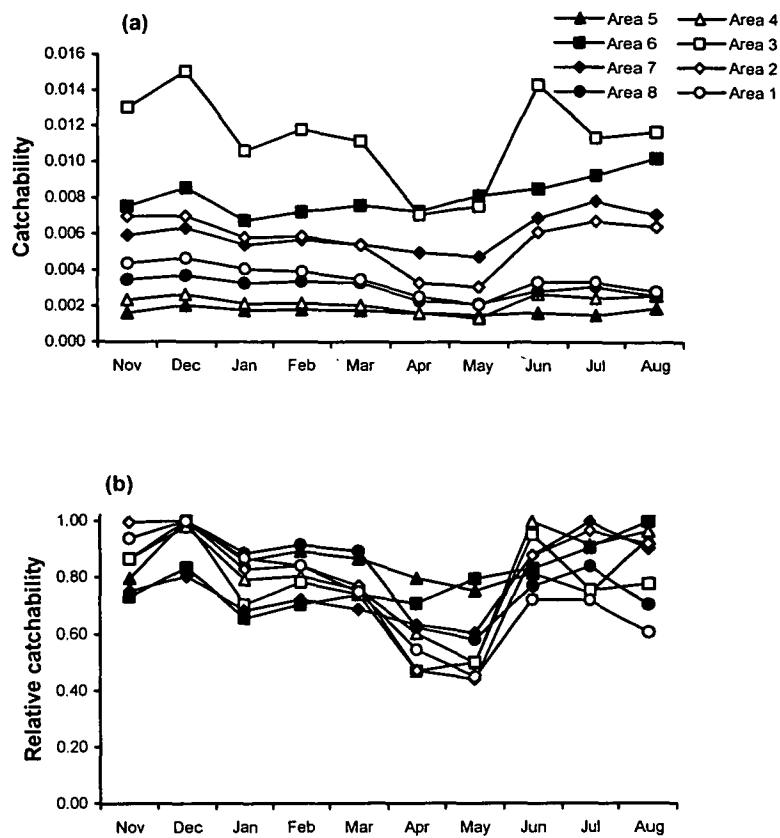 (a)
Area 5 Area 4
Area 6 Area 3
Area 7 Area 2
Area 8 Area 1
Catchability
0.016
0.014
0.012
0.010
0.008
0.006
0.004
0.002
0.000
Nov Dec Jan Feb Mar Apr May Jun Jul Aug
(b)
Relative catchability
1.00
0.80
0.60
0.40
0.20
0.00
Nov Dec Jan Feb Mar Apr May Jun Jul Aug